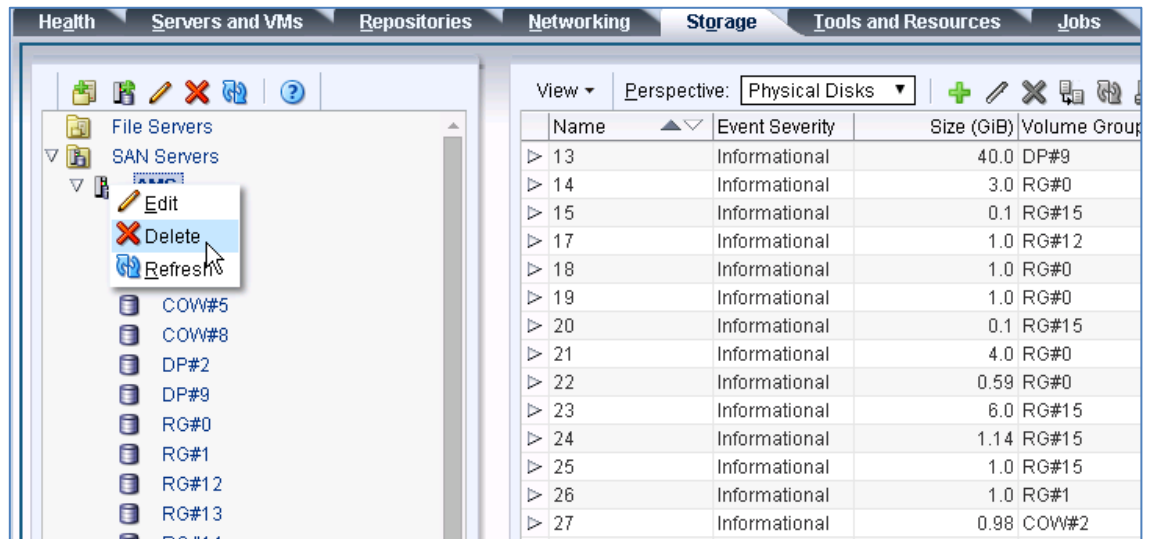 Health Servers and VMs Repositories Networking Storage Tools and Resources Jobs
View Perspective: Physical Disks
File Servers
SAN Servers
AMS
Edit
Delete
Refresh
COW#5
COW#8
DP#2
DP#9
RG#0
RG#1
RG#12
RG#13
Name Event Severity Size (GiB) Volume Group
13 Informational 40.0 DP#9
14 Informational 3.0 RG#0
15 Informational 0.1 RG#15
17 Informational 1.0 RG#12
18 Informational 1.0 RG#0
19 Informational 1.0 RG#0
20 Informational 0.1 RG#15
21 Informational 4.0 RG#0
22 Informational 0.59 RG#0
23 Informational 6.0 RG#15
24 Informational 1.14 RG#15
25 Informational 1.0 RG#15
26 Informational 1.0 RG#1
27 Informational 0.98 COW#2